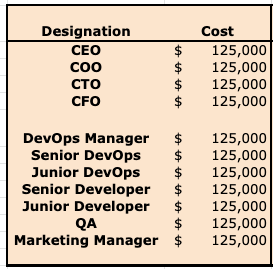 Designation Cost
CEO $ 125,000
COO $ 125,000
CTO $ 125,000
CFO $ 125,000
DevOps Manager $ 125,000
Senior DevOps $ 125,000
Junior DevOps $ 125,000
Senior Developer $ 125,000
Junior Developer $ 125,000
QA $ 125,000
Marketing Manager $ 125,000